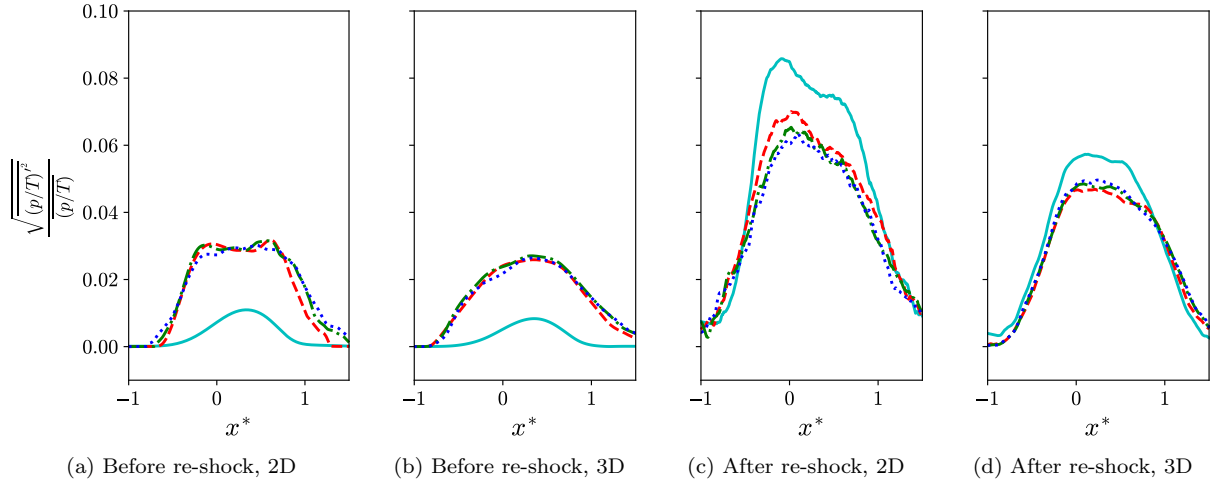 0.10
0.08
0.06
0.04
0.02
0.00
√(p/T)′²
(p/T)
−1 0 1
−1 0 1
−1 0 1
−1 0 1
x*
x*
x*
x*
(a) Before re-shock, 2D
(b) Before re-shock, 3D
(c) After re-shock, 2D
(d) After re-shock, 3D